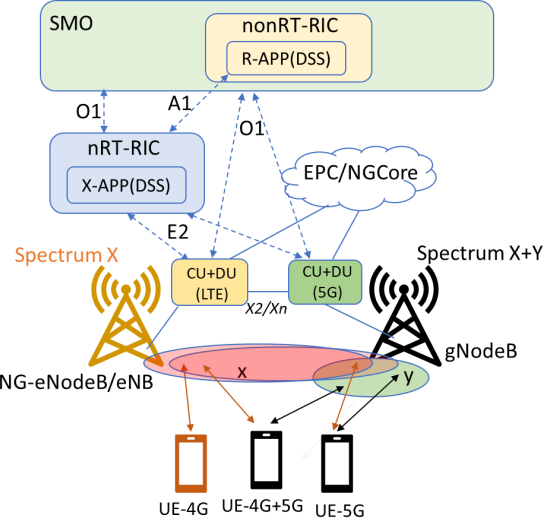 SMO
nonRT-RIC
R-APP(DSS)
O1
A1
O1
nRT-RIC
X-APP(DSS)
EPC/NGCore
E2
Spectrum X
Spectrum X+Y
CU+DU
(LTE)
CU+DU
(5G)
X2/Xn
gNodeB
NG-eNodeB/eNB
x
y
UE-4G
UE-4G+5G
UE-5G